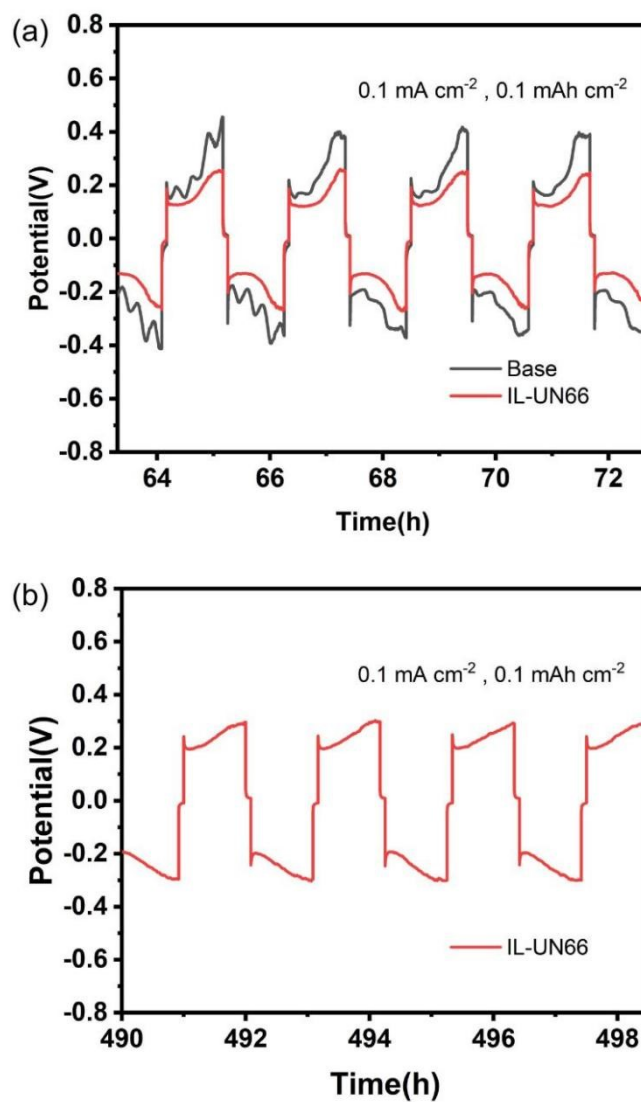 (a)
0.8
0.6
0.4
0.2
0.0
-0.2
-0.4
-0.6
-0.8
Potential(V)
0.1 mA cm⁻² , 0.1 mAh cm⁻²
Base
IL-UN66
64
66
68
70
72
Time(h)
(b)
0.8
0.6
0.4
0.2
0.0
-0.2
-0.4
-0.6
-0.8
Potential(V)
0.1 mA cm⁻² , 0.1 mAh cm⁻²
IL-UN66
490
492
494
496
498
Time(h)